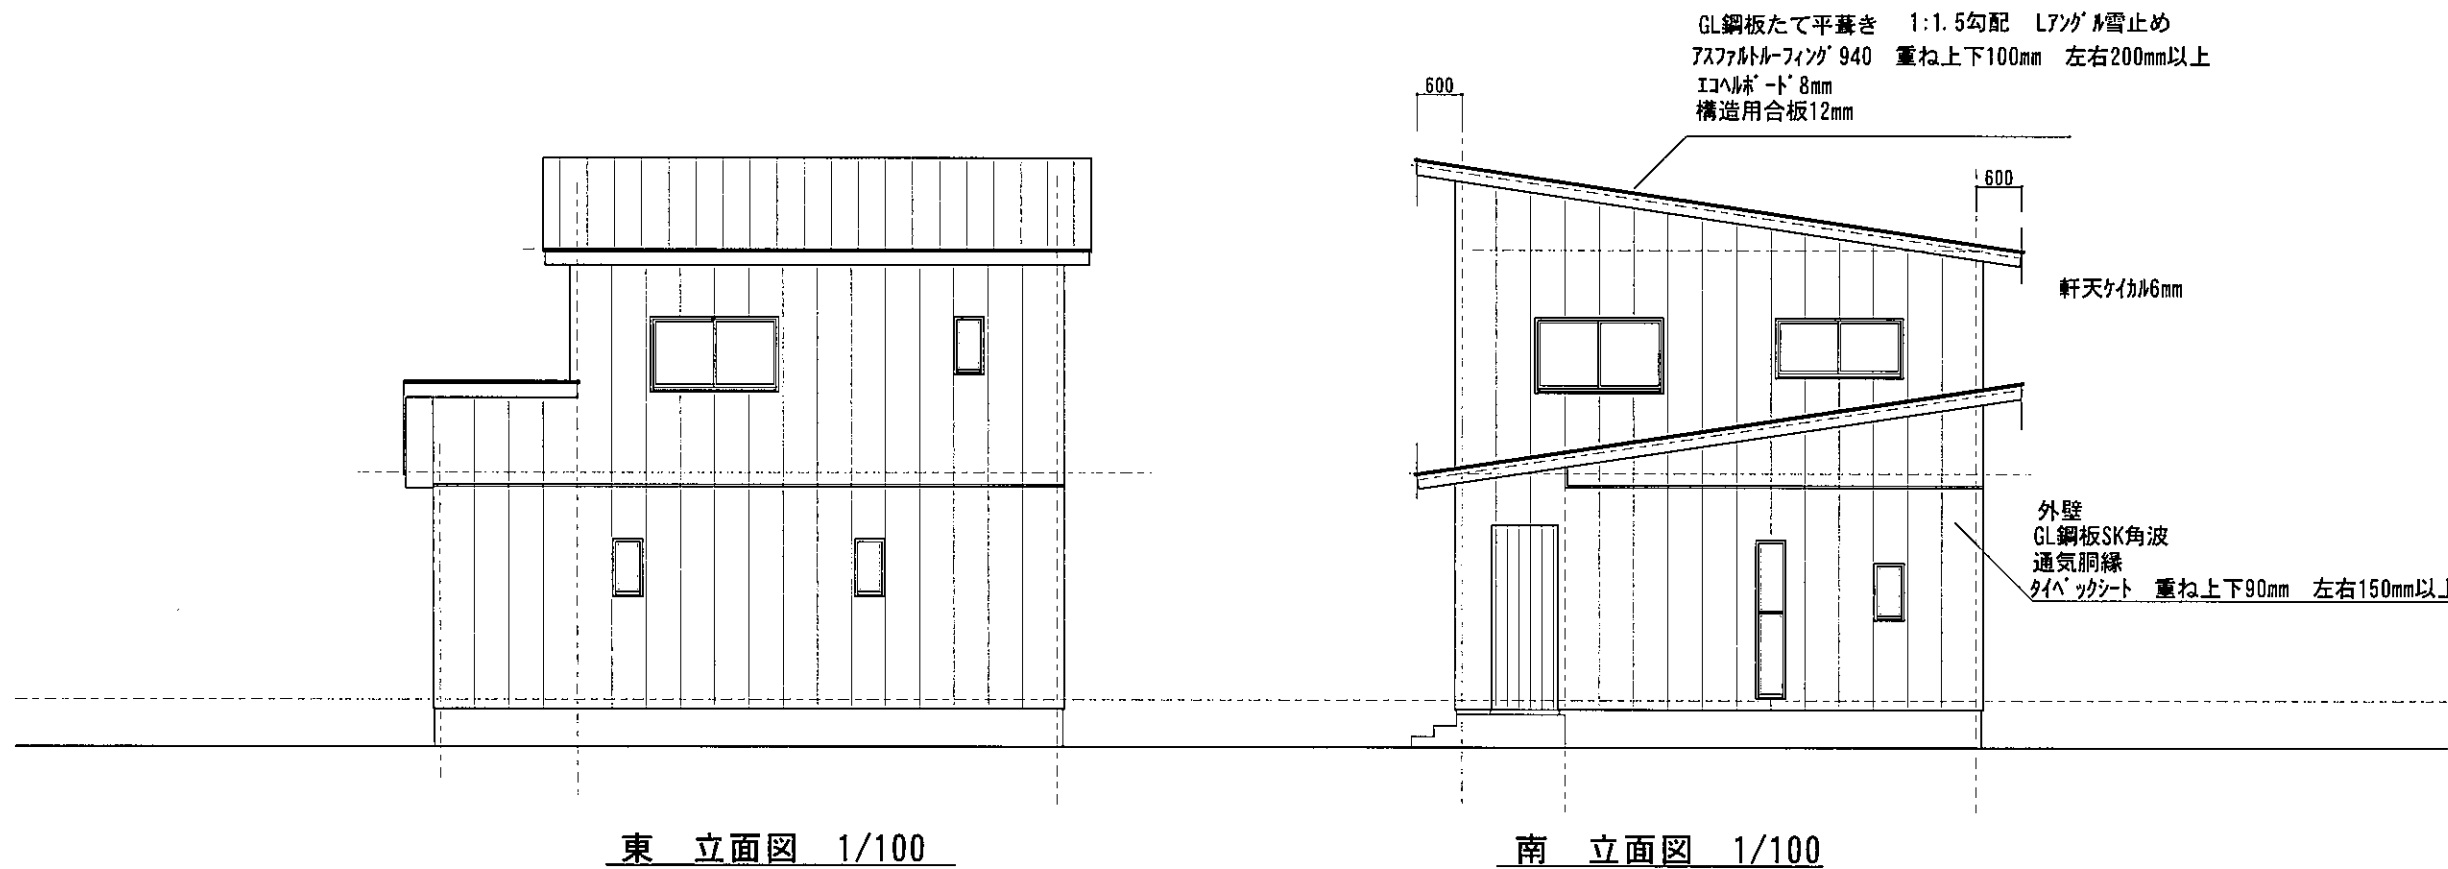 GL鋼板たて平葺き　1:1.5勾配　Lｱﾝｸﾞﾙ雪止め
ｱｽﾌｧﾙﾄﾙｰﾌｨﾝｸﾞ940　重ね上下100mm　左右200mm以上
ｴｺﾍﾙﾎﾞｰﾄﾞ8mm
構造用合板12mm
600
600
軒天ｹｲｶﾙ6mm
外壁
GL鋼板SK角波
通気胴縁
ﾀｲﾍﾞｯｸｼｰﾄ　重ね上下90mm　左右150mm以上
東　立面図　1/100
南　立面図　1/100